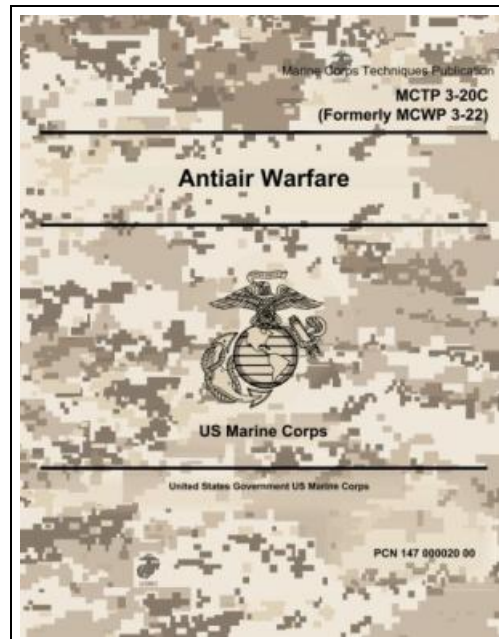 Marine Corps Techniques Publication
MCTP 3-20C
(Formerly MCWP 3-22)
Antiair Warfare
US Marine Corps
United States Government US Marine Corps
PCN 147 000020 00